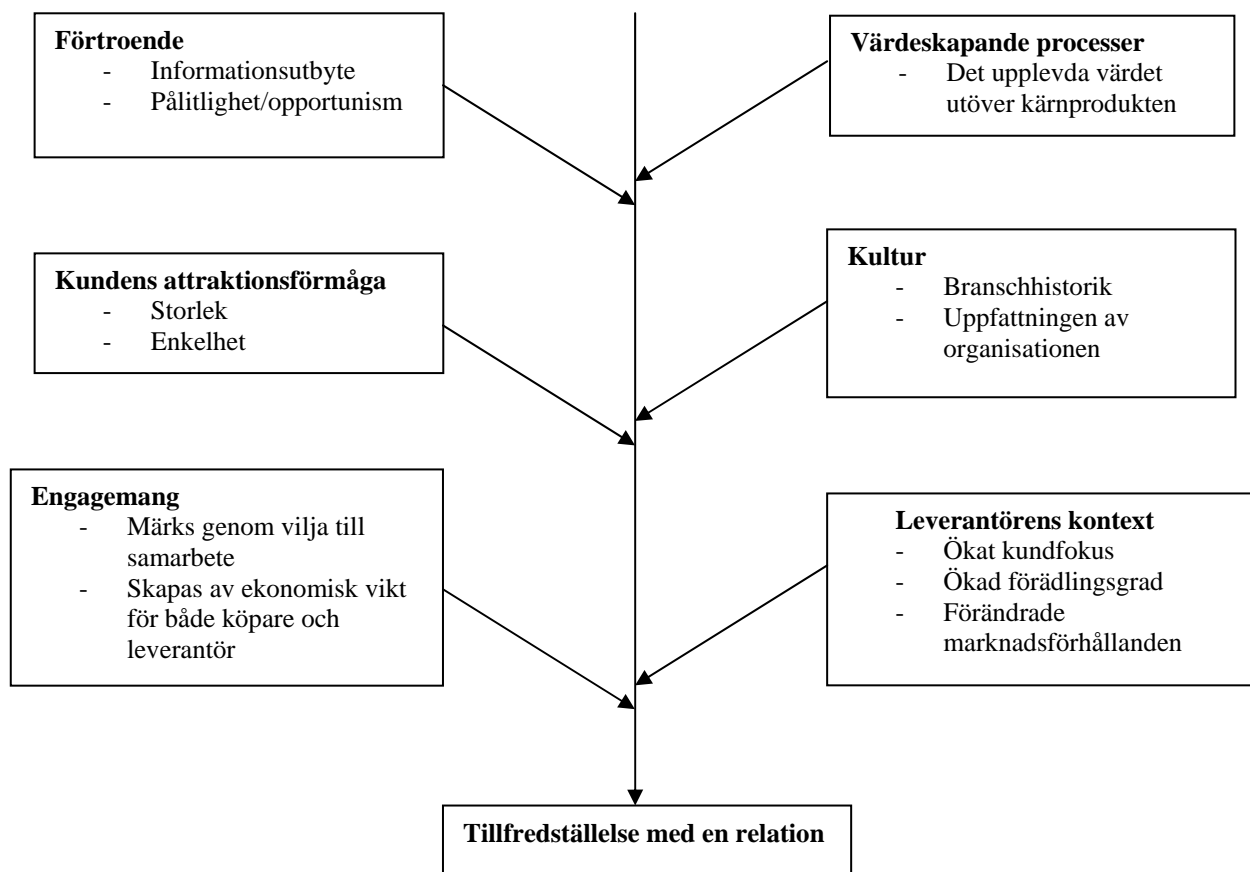 Förtroende
- Informationsutbyte
- Pålitlighet/opportunism
Värdeskapande processer
- Det upplevda värdet
utöver kärnprodukten
Kundens attraktionsförmåga
- Storlek
- Enkelhet
Kultur
- Branschhistorik
- Uppfattningen av
organisationen
Engagemang
- Märks genom vilja till
samarbete
- Skapas av ekonomisk vikt
för både köpare och
leverantör
Leverantörens kontext
- Ökat kundfokus
- Ökad förädlingsgrad
- Förändrade
marknadsförhållanden
Tillfredställelse med en relation